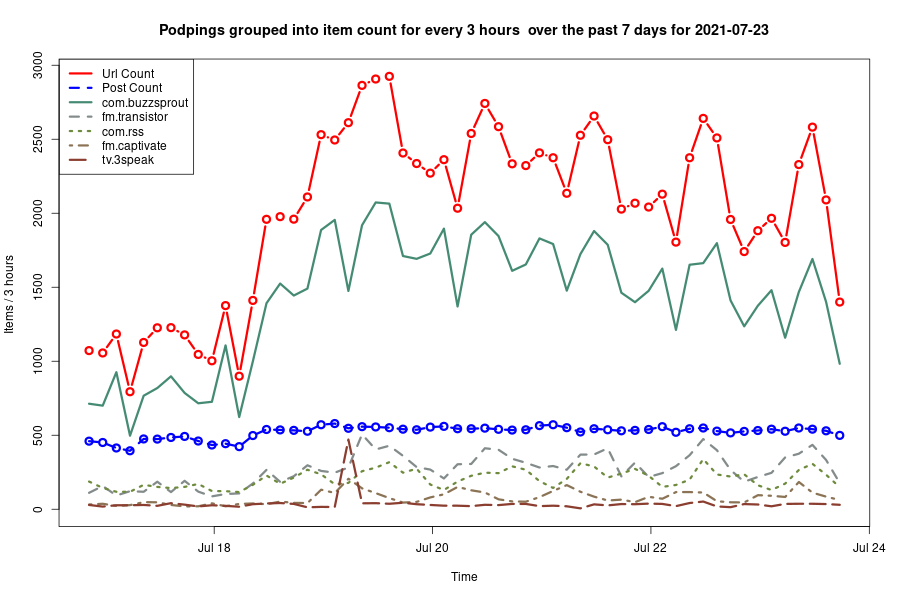 Podpings grouped into item count for every 3 hours  over the past 7 days for 2021-07-23
Url Count
Post Count
com.buzzsprout
fm.transistor
com.rss
fm.captivate
tv.3speak
3000
2500
2000
1500
1000
500
0
Items / 3 hours
Jul 18
Jul 20
Jul 22
Jul 24
Time